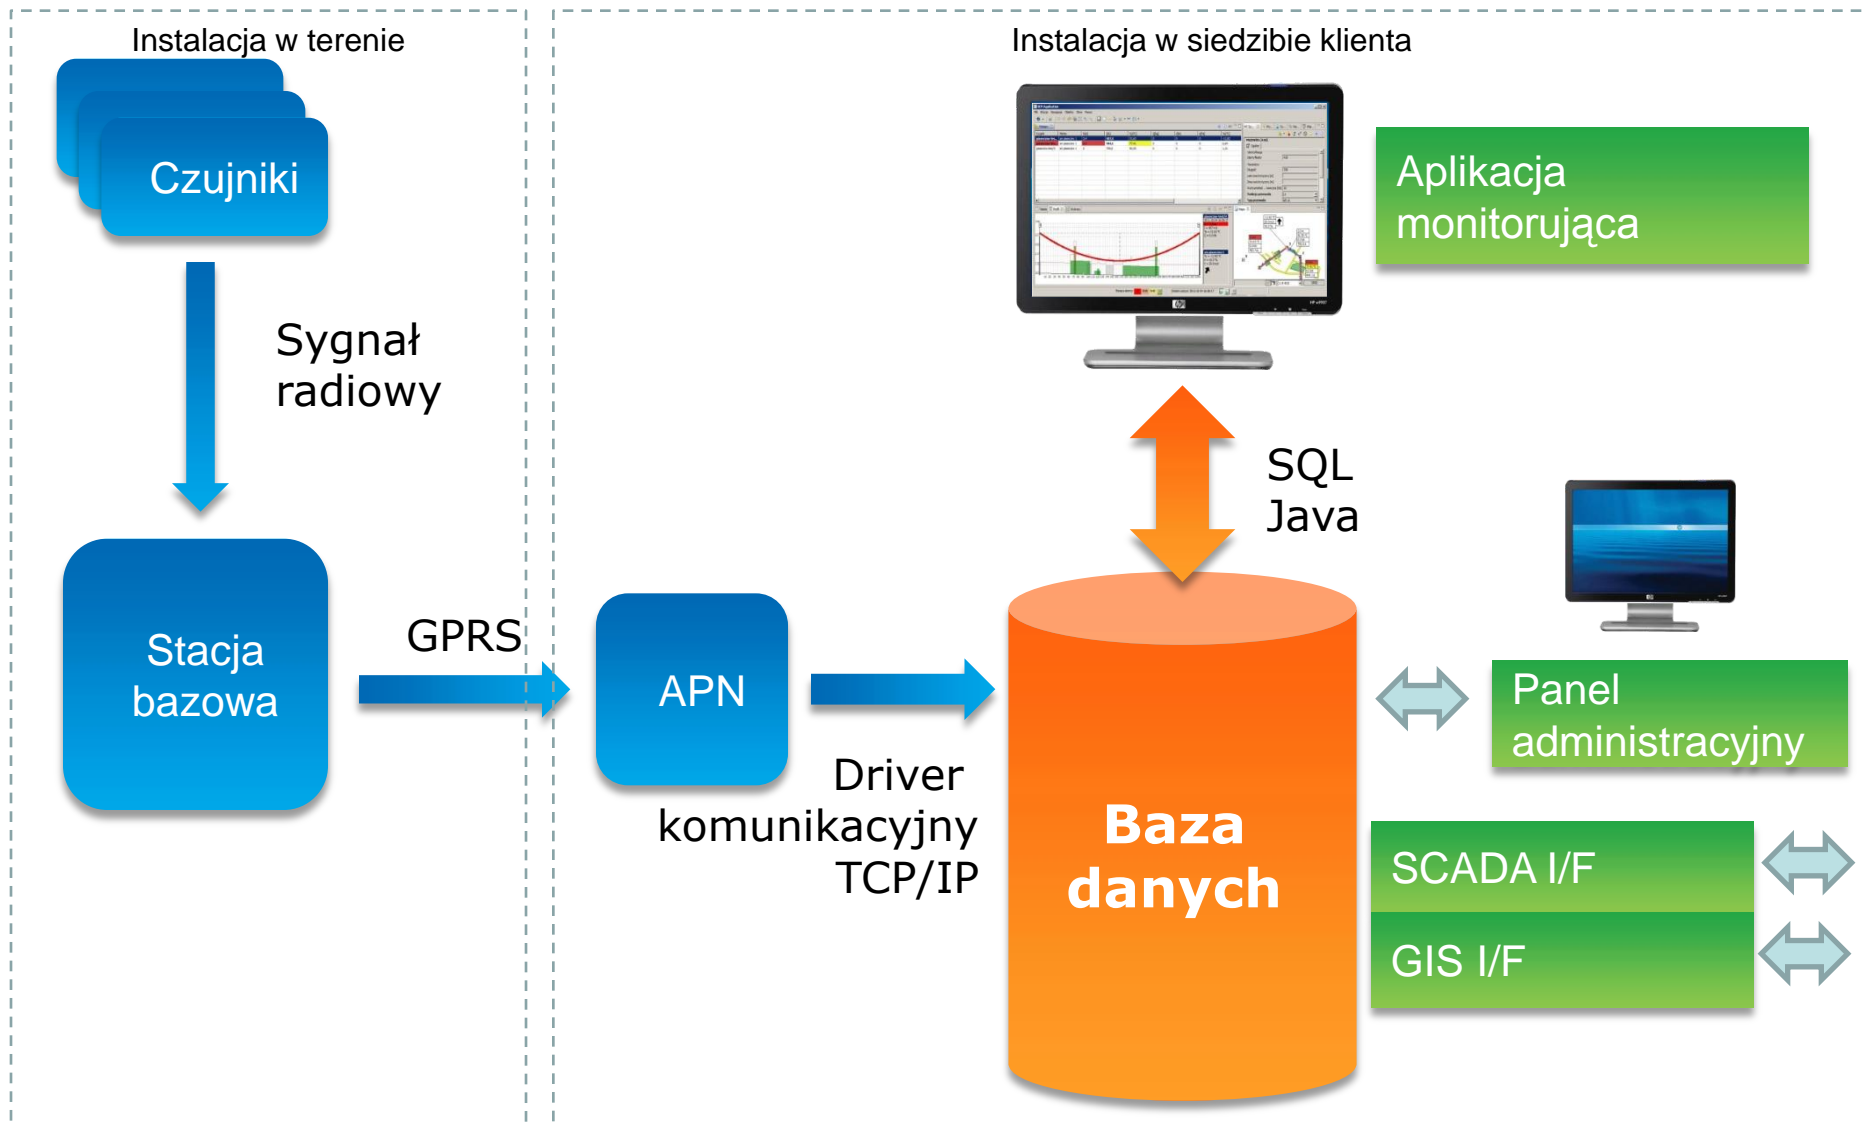 Instalacja w terenie
Instalacja w siedzibie klienta
Czujniki
Aplikacja
monitorująca
Sygnał
radiowy
SQL
Java
Stacja
bazowa
GPRS
APN
Panel
administracyjny
Driver
komunikacyjny
TCP/IP
Baza
danych
SCADA I/F
GIS I/F